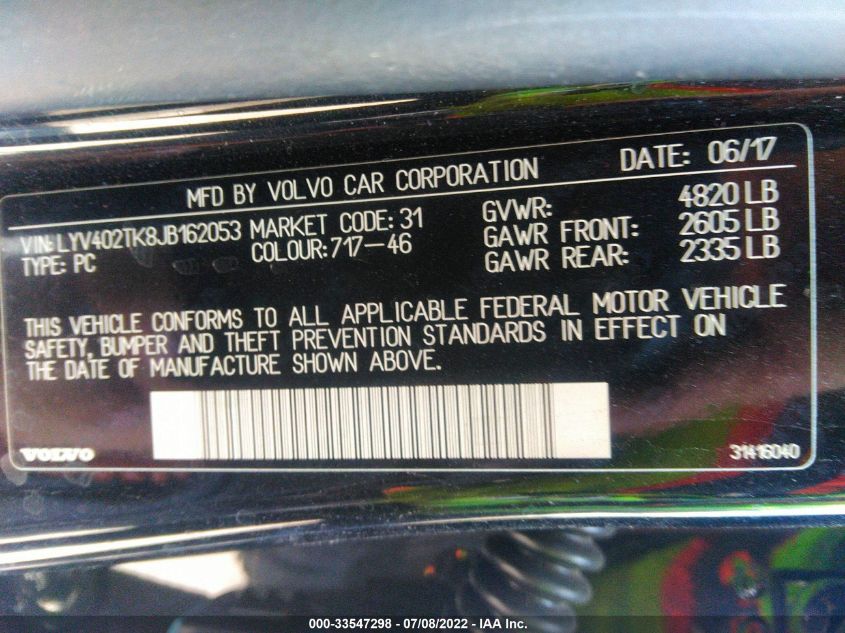 MFD BY VOLVO CAR CORPORATION DATE: 06/17
VIN: LYV402TK8JB162053 MARKET CODE: 31 GVWR: 4820 LB
TYPE: PC COLOUR: 717-46 GAWR FRONT: 2605 LB
GAWR REAR: 2335 LB
THIS VEHICLE CONFORMS TO ALL APPLICABLE FEDERAL MOTOR VEHICLE
SAFETY, BUMPER AND THEFT PREVENTION STANDARDS IN EFFECT ON
THE DATE OF MANUFACTURE SHOWN ABOVE.
VOLVO 31416040
000-33547298 - 07/08/2022 - IAA Inc.